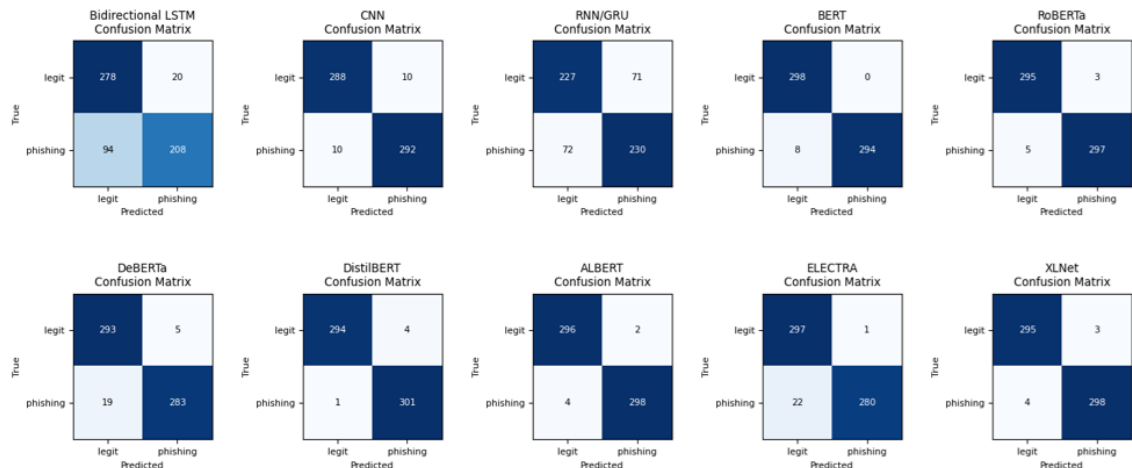 Bidirectional LSTM
Confusion Matrix
True
legit
phishing
278
20
94
208
legit
phishing
Predicted
CNN
Confusion Matrix
True
legit
phishing
288
10
10
292
legit
phishing
Predicted
RNN/GRU
Confusion Matrix
True
legit
phishing
227
71
72
230
legit
phishing
Predicted
BERT
Confusion Matrix
True
legit
phishing
298
0
8
294
legit
phishing
Predicted
RoBERTa
Confusion Matrix
True
legit
phishing
295
3
5
297
legit
phishing
Predicted
DeBERTa
Confusion Matrix
True
legit
phishing
293
5
19
283
legit
phishing
Predicted
DistilBERT
Confusion Matrix
True
legit
phishing
294
4
1
301
legit
phishing
Predicted
ALBERT
Confusion Matrix
True
legit
phishing
296
2
4
298
legit
phishing
Predicted
ELECTRA
Confusion Matrix
True
legit
phishing
297
1
22
280
legit
phishing
Predicted
XLNet
Confusion Matrix
True
legit
phishing
295
3
4
298
legit
phishing
Predicted